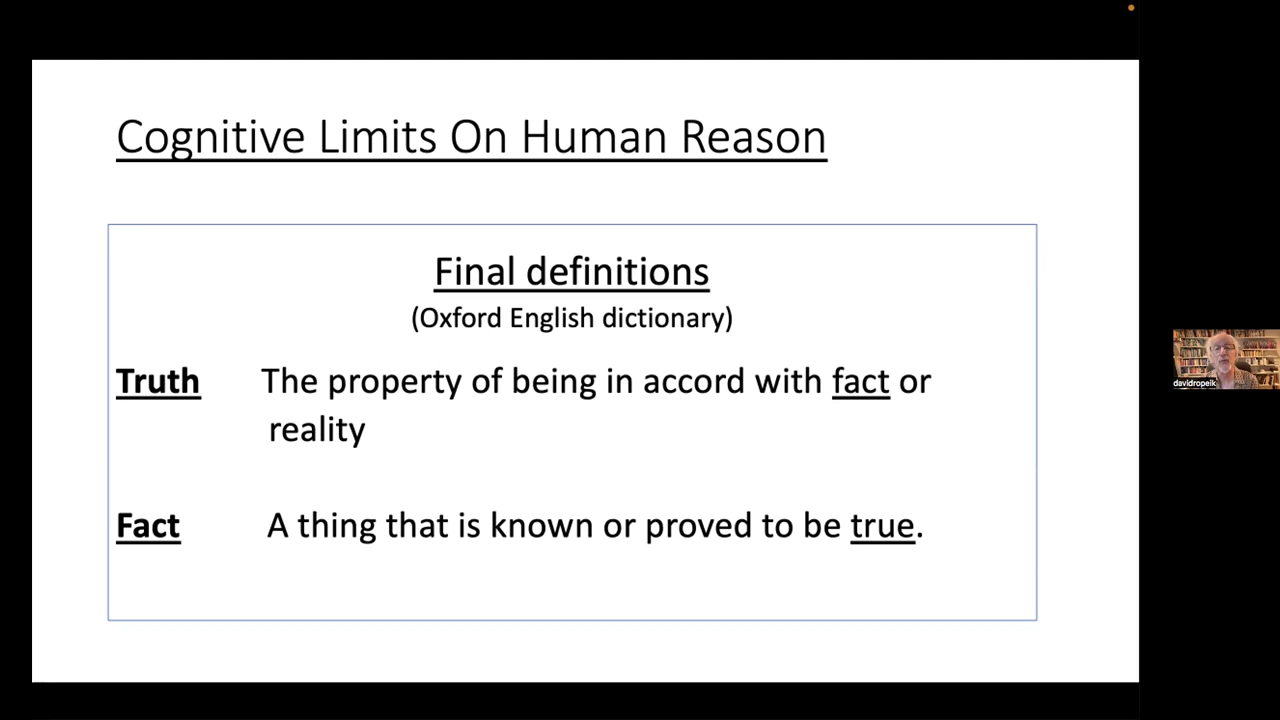 Cognitive Limits On Human Reason
Final definitions
(Oxford English dictionary)
Truth The property of being in accord with fact or
reality
Fact A thing that is known or proved to be true.
davidropeik